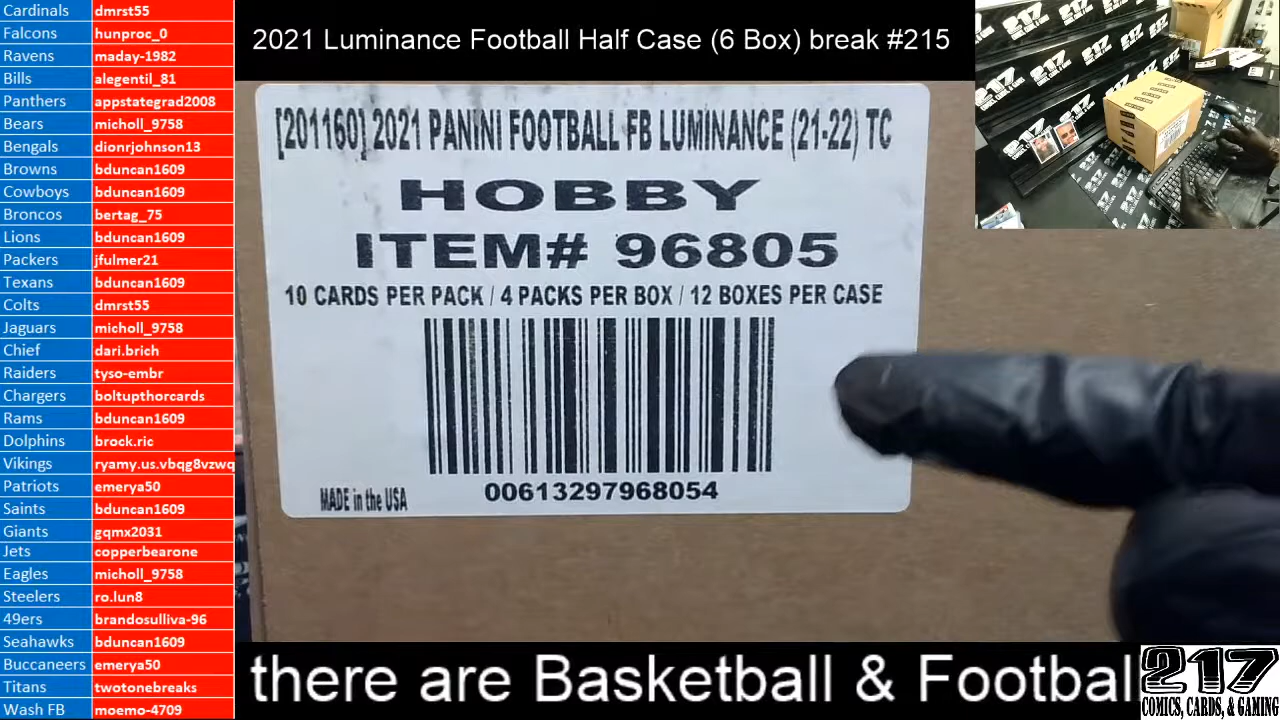 Cardinals dmrst55
Falcons hunproc_0
Ravens maday-1982
Bills alegentil_81
Panthers appstategrad2008
Bears micholl_9758
Bengals dionrjohnson13
Browns bduncan1609
Cowboys bduncan1609
Broncos bertag_75
Lions bduncan1609
Packers jfulmer21
Texans bduncan1609
Colts dmrst55
Jaguars micholl_9758
Chief dari.brich
Raiders tyso-embr
Chargers boltupthorcards
Rams bduncan1609
Dolphins brock.ric
Vikings ryamy.us.vbqg8vzwq
Patriots emerya50
Saints bduncan1609
Giants gqmx2031
Jets copperbearone
Eagles micholl_9758
Steelers ro.lun8
49ers brandosulliva-96
Seahawks bduncan1609
Buccaneers emerya50
Titans twotonebreaks
Wash FB moemo-4709
2021 Luminance Football Half Case (6 Box) break #215
[201160] 2021 PANINI FOOTBALL FB LUMINANCE (21-22) TC
HOBBY
ITEM# 96805
10 CARDS PER PACK / 4 PACKS PER BOX / 12 BOXES PER CASE
MADE in the USA
00613297968054
217
217
217
there are Basketball & Footbal
217
COMICS, CARDS, & GAMING